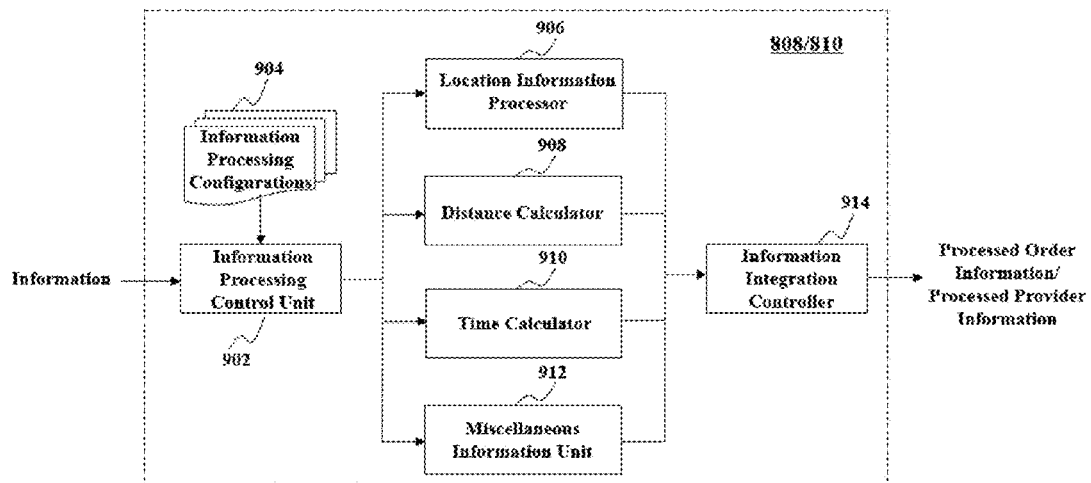 808/810
906
Location Information
Processor
904
Information
Processing
Configurations
908
Distance Calculator
914
Information
Information
Processing
Control Unit
902
910
Time Calculator
Information
Integration
Controller
Processed Order
Information/
Processed Provider
Information
912
Miscellaneous
Information Unit